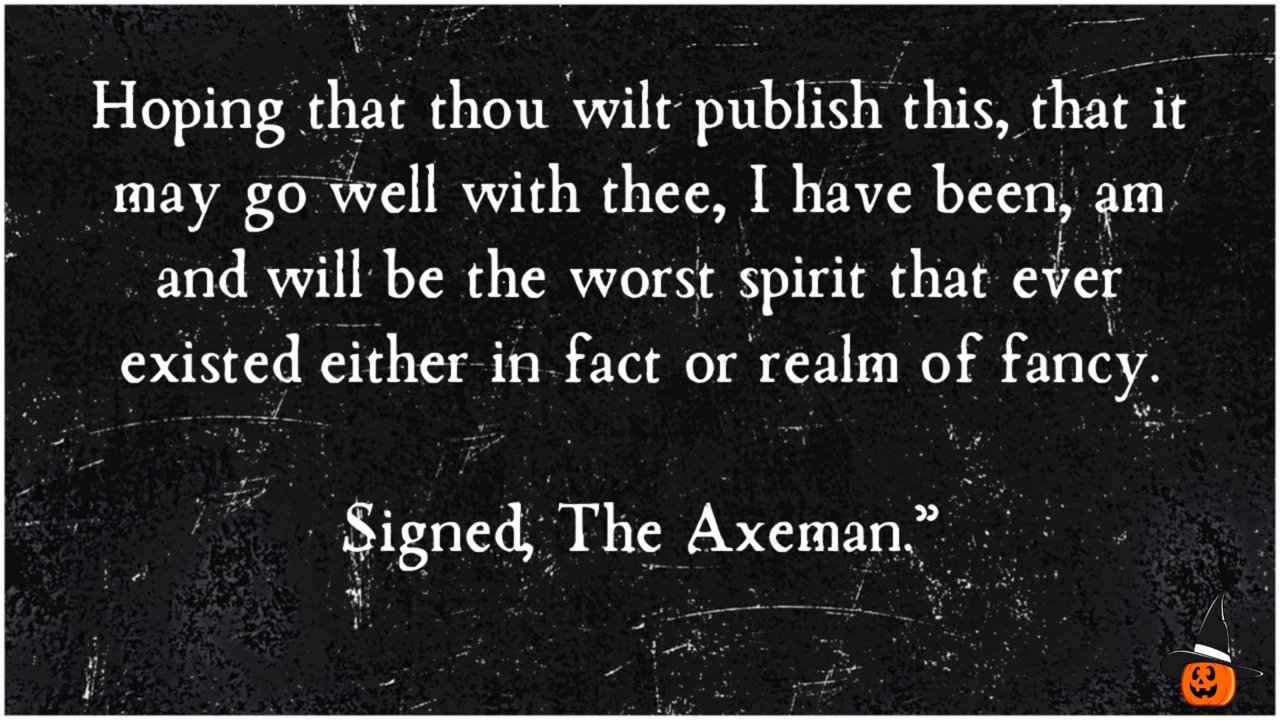 Hoping that thou wilt publish this, that it
may go well with thee, I have been, am
and will be the worst spirit that ever
existed either in fact or realm of fancy.
Signed, The Axeman.”